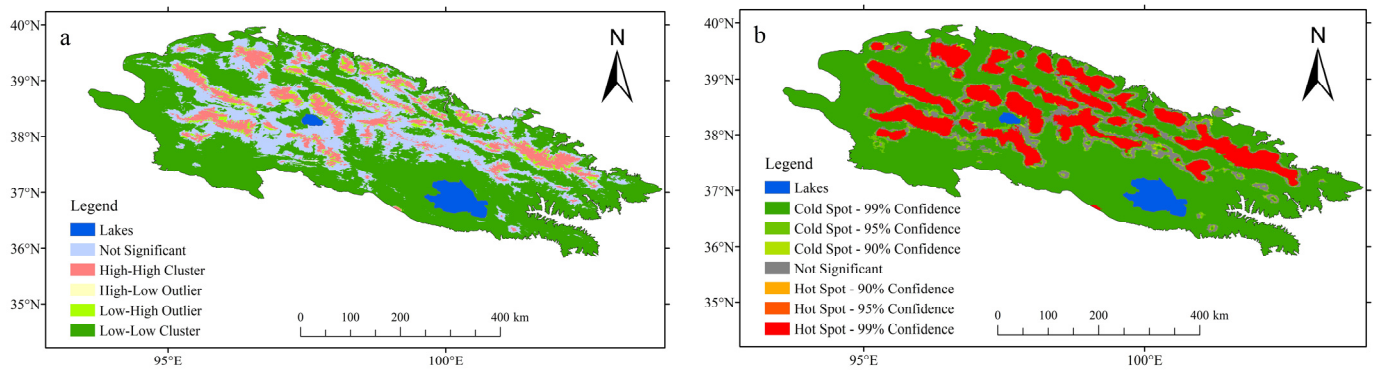 a
N
40°N
39°N
38°N
37°N
36°N
35°N
Legend
Lakes
Not Significant
High-High Cluster
High-Low Outlier
Low-High Outlier
Low-Low Cluster
0 100 200 400 km
95°E 100°E
b
N
40°N
39°N
38°N
37°N
36°N
35°N
Legend
Lakes
Cold Spot - 99% Confidence
Cold Spot - 95% Confidence
Cold Spot - 90% Confidence
Not Significant
Hot Spot - 90% Confidence
Hot Spot - 95% Confidence
Hot Spot - 99% Confidence
0 100 200 400 km
95°E 100°E